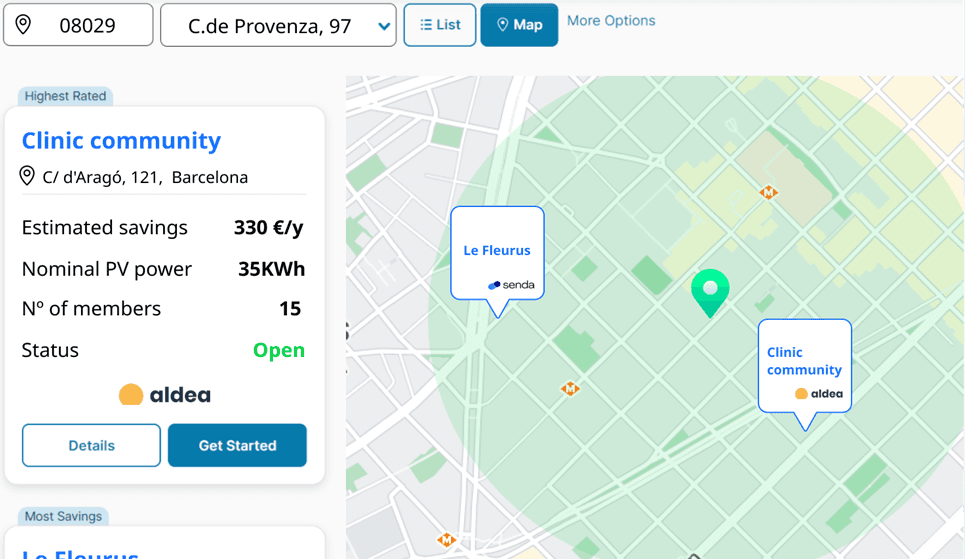 08029
C.de Provenza, 97
List
Map
More Options
Highest Rated
Clinic community
C/ d'Aragó, 121, Barcelona
Estimated savings 330 €/y
Nominal PV power 35KWh
Nº of members 15
Status Open
aldea
Details
Get Started
Most Savings
Le Fleurus
M
Le Fleurus
senda
Clinic
community
aldea
M
M